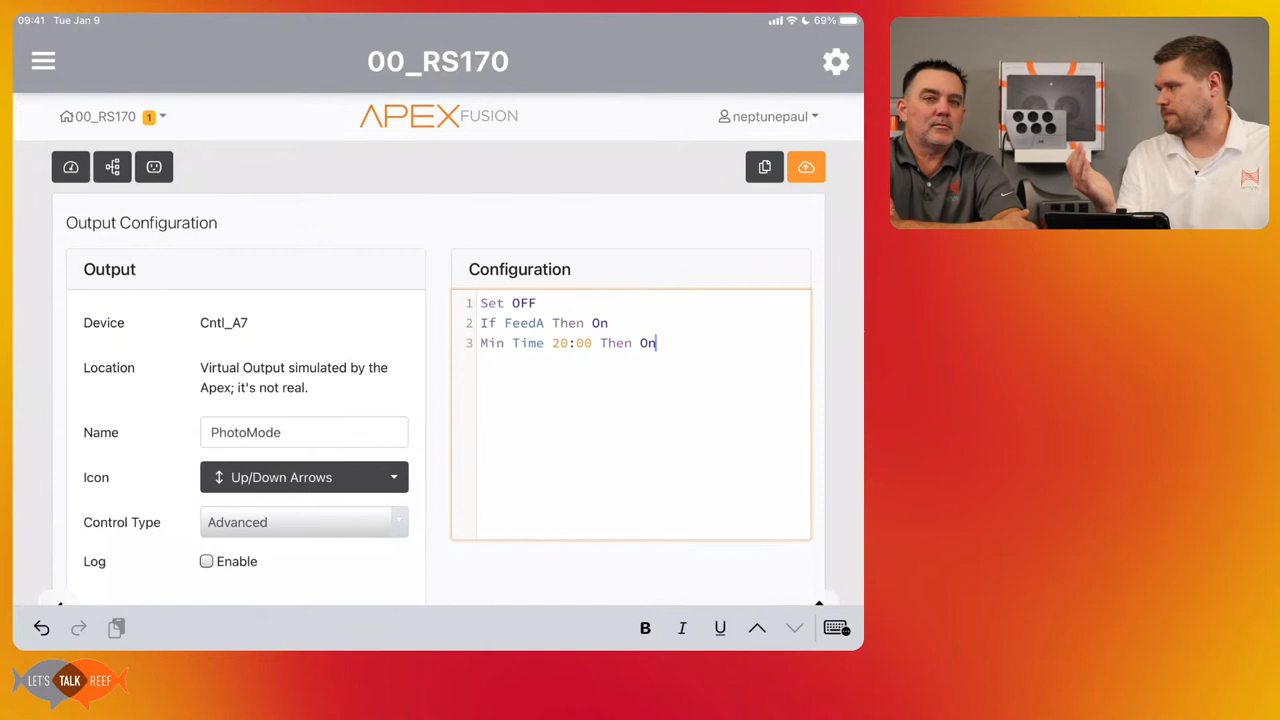 09:41 Tue Jan 9
69%
00_RS170
00_RS170 1
APEX FUSION
neptunepaul
Output Configuration
Output
Device
Cntl_A7
Location
Virtual Output simulated by the
Apex; it's not real.
Name
PhotoMode
Icon
Up/Down Arrows
Control Type
Advanced
Log
Enable
Configuration
1 Set OFF
2 If FeedA Then On
3 Min Time 20:00 Then On
B I U
LET'S TALK REEF